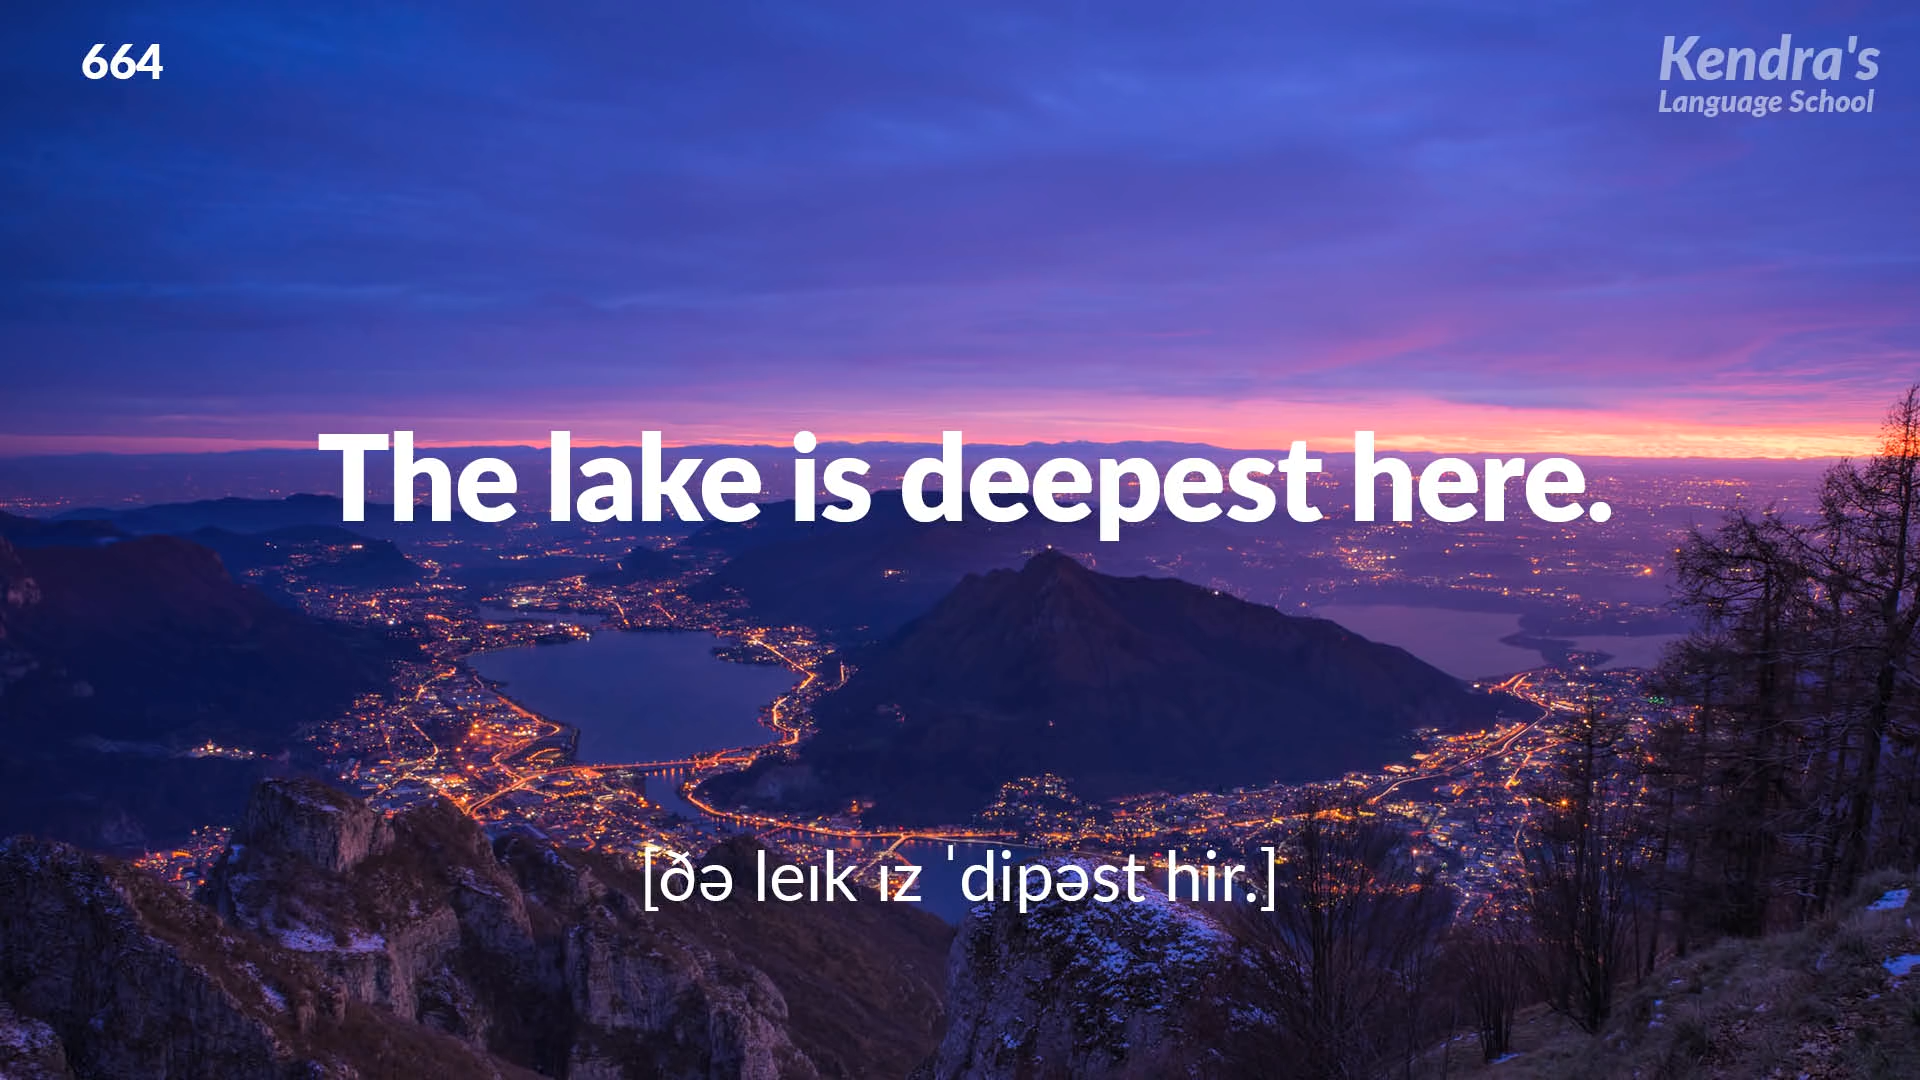 664
Kendra's
Language School
The lake is deepest here.
[ðə leɪk ɪz ˈdipəst hir.]